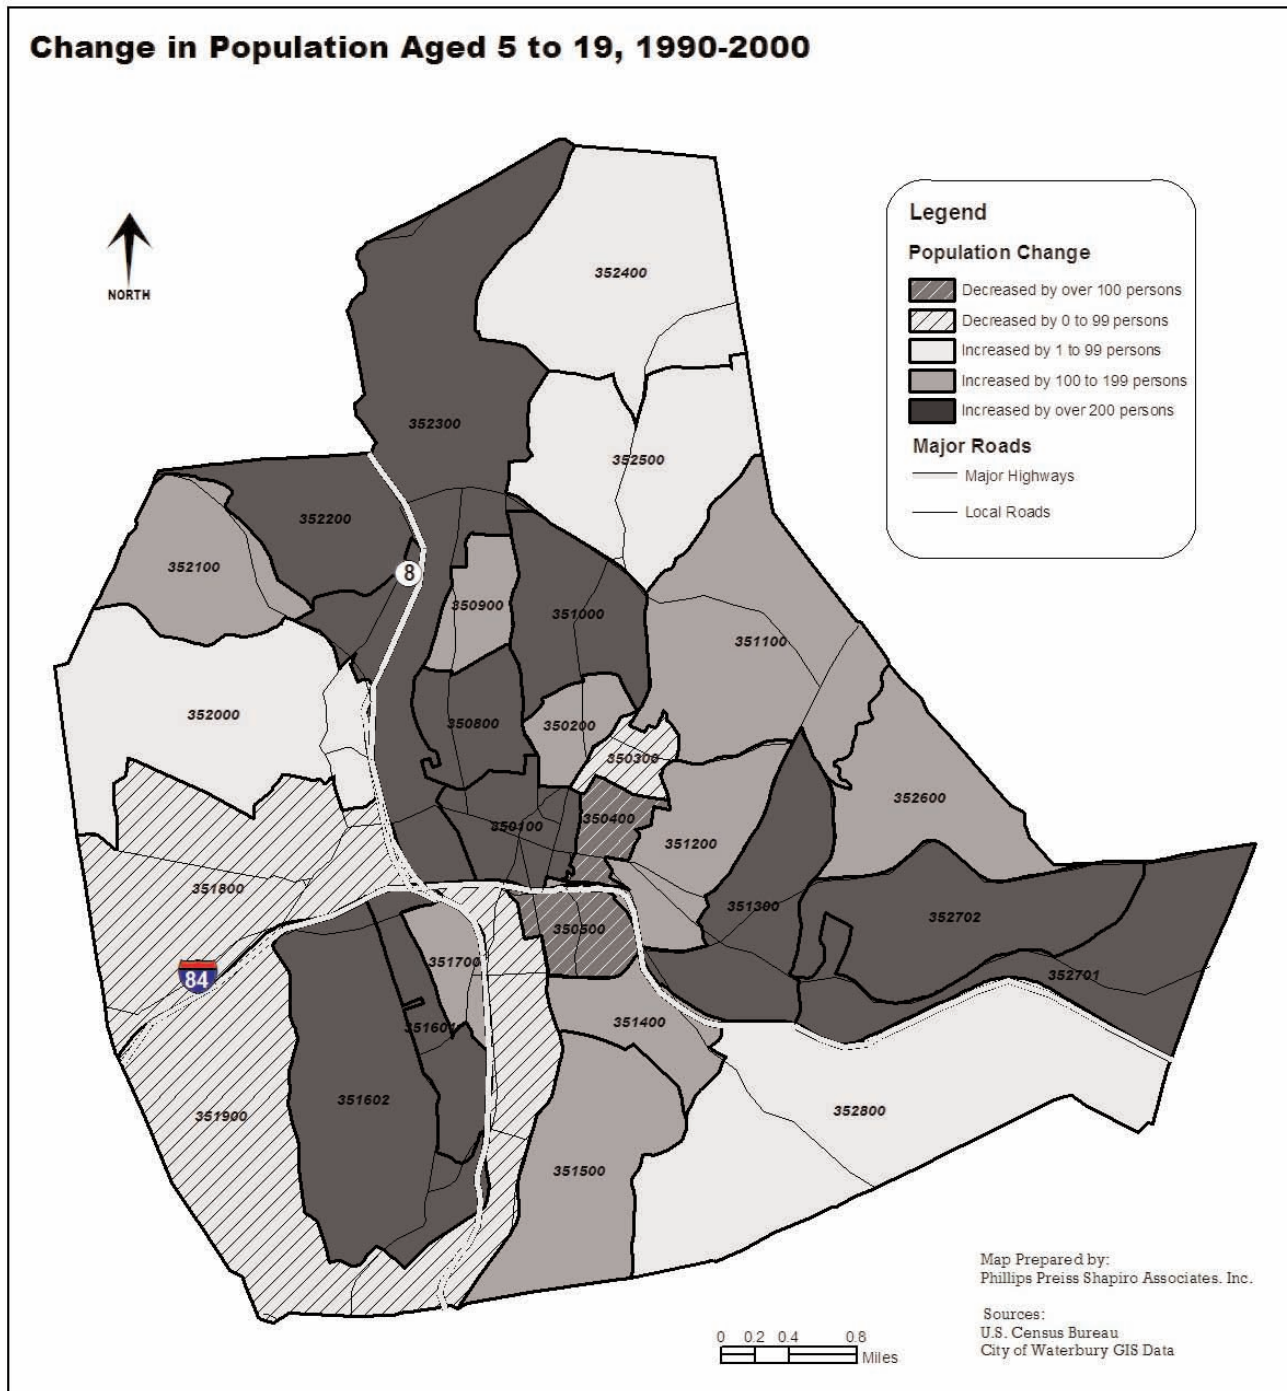 Change in Population Aged 5 to 19, 1990-2000
NORTH
Legend
Population Change
Decreased by over 100 persons
Decreased by 0 to 99 persons
Increased by 1 to 99 persons
Increased by 100 to 199 persons
Increased by over 200 persons
Major Roads
Major Highways
Local Roads
352400
352300
352500
352200
352100
8
350900
351000
351100
352000
350800
350200
350300
352600
350100
350400
351200
351800
351300
352702
350500
351700
352701
84
351601
351400
351602
351900
352800
351500
Map Prepared by:
Phillips Preiss Shapiro Associates. Inc.
Sources:
U.S. Census Bureau
City of Waterbury GIS Data
0 0.2 0.4 0.8
Miles